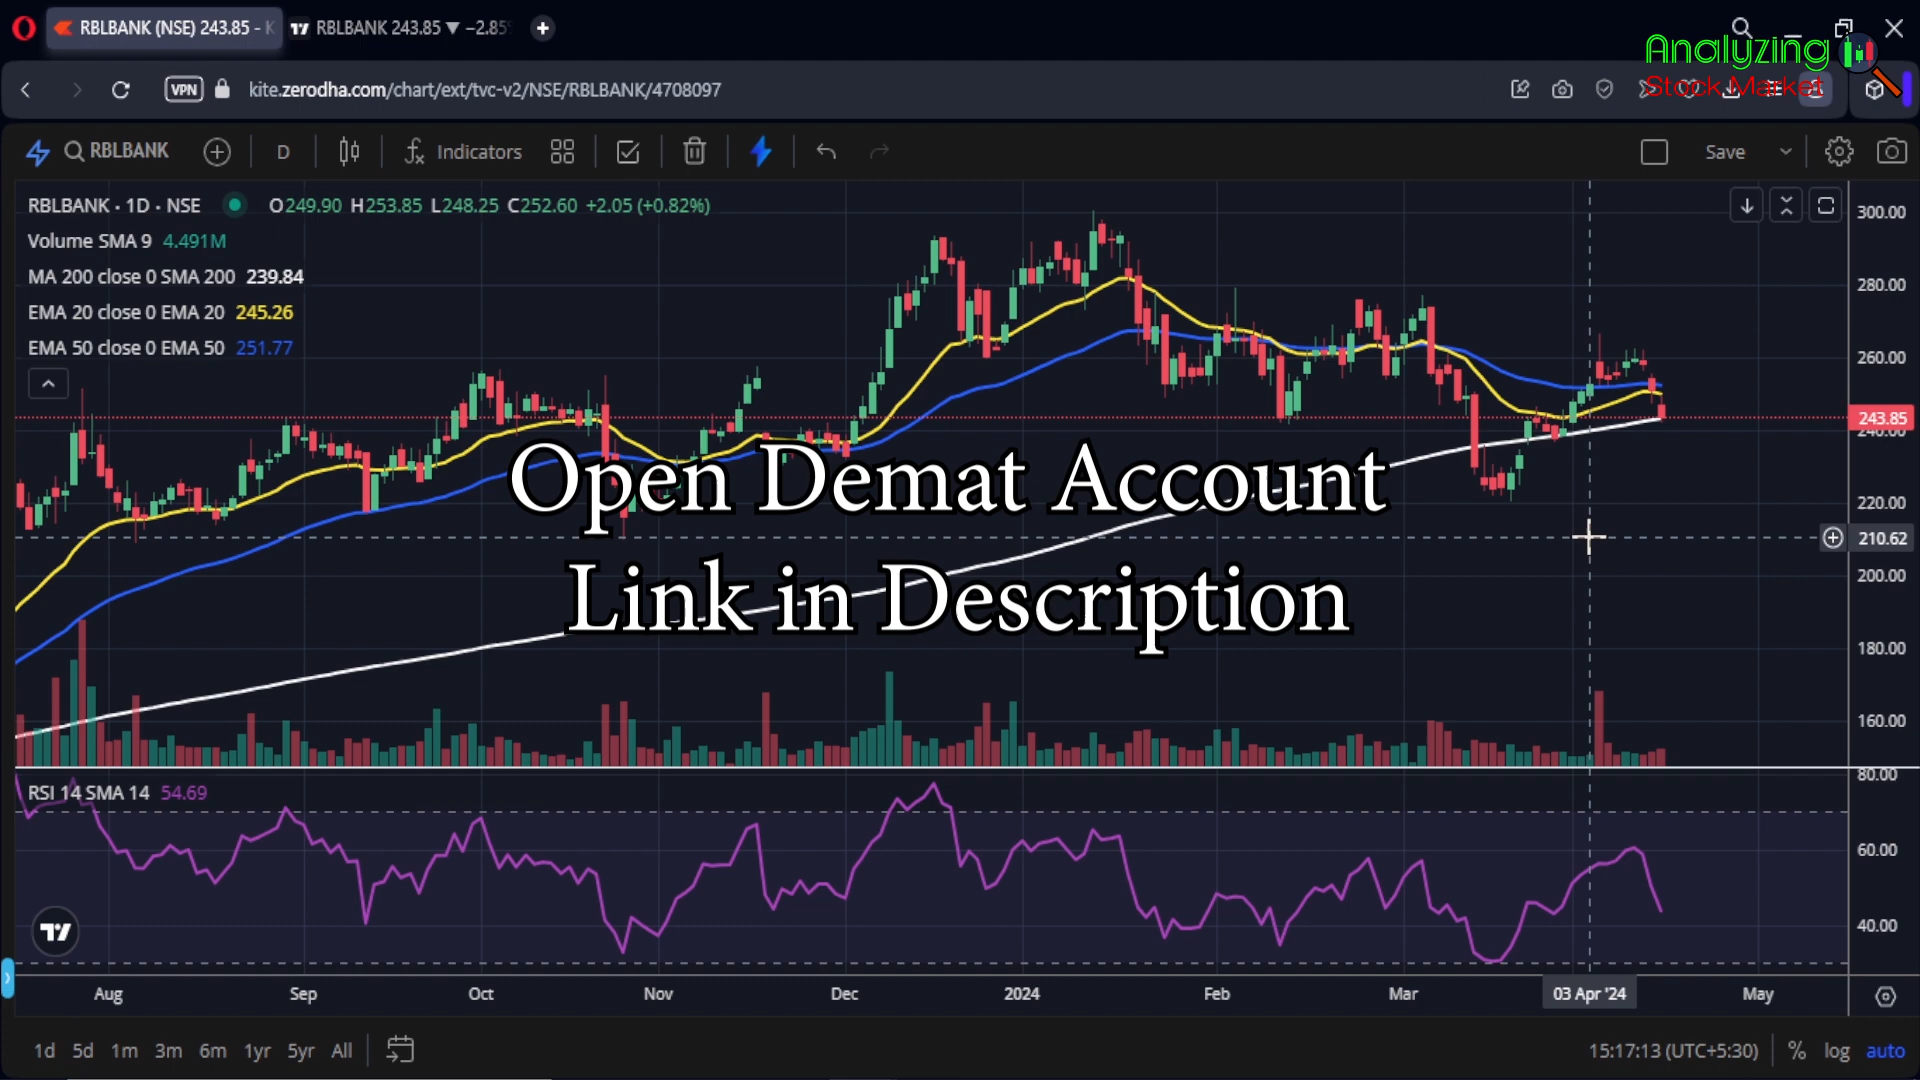 RBLBANK (NSE) 243.85 - K
RBLBANK 243.85 ▼ −2.85%
Analyzing
Stock Market
VPN
kite.zerodha.com/chart/ext/tvc-v2/NSE/RBLBANK/4708097
RBLBANK
D
Indicators
Save
RBLBANK · 1D · NSE O249.90 H253.85 L248.25 C252.60 +2.05 (+0.82%)
Volume SMA 9 4.491M
MA 200 close 0 SMA 200 239.84
EMA 20 close 0 EMA 20 245.26
EMA 50 close 0 EMA 50 251.77
300.00
280.00
260.00
243.85
240.00
220.00
210.62
200.00
180.00
160.00
Open Demat Account
Link in Description
RSI 14 SMA 14 54.69
80.00
60.00
40.00
Aug Sep Oct Nov Dec 2024 Feb Mar 03 Apr '24 May
1d 5d 1m 3m 6m 1yr 5yr All
15:17:13 (UTC+5:30) % log auto